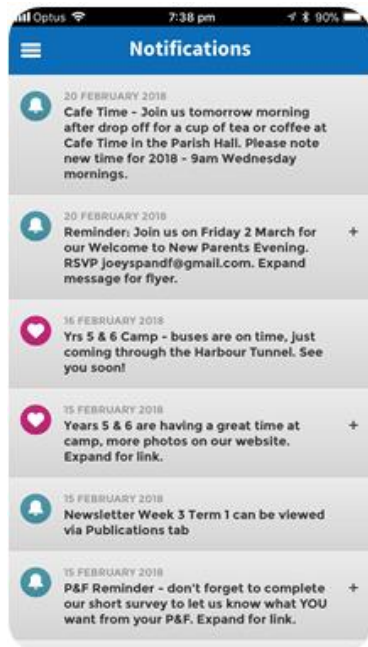 Optus 7:38 pm 90%
Notifications
20 FEBRUARY 2018
Cafe Time - Join us tomorrow morning
after drop off for a cup of tea or coffee at
Cafe Time in the Parish Hall. Please note
new time for 2018 - 9am Wednesday
mornings.
20 FEBRUARY 2018
Reminder: Join us on Friday 2 March for +
our Welcome to New Parents Evening.
RSVP joeyspandf@gmail.com. Expand
message for flyer.
16 FEBRUARY 2018
Yrs 5 & 6 Camp - buses are on time, just
coming through the Harbour Tunnel. See
you soon!
15 FEBRUARY 2018
Years 5 & 6 are having a great time at +
camp, more photos on our website.
Expand for link.
15 FEBRUARY 2018
Newsletter Week 3 Term 1 can be viewed
via Publications tab
15 FEBRUARY 2018
P&F Reminder - don't forget to complete +
our short survey to let us know what YOU
want from your P&F. Expand for link.